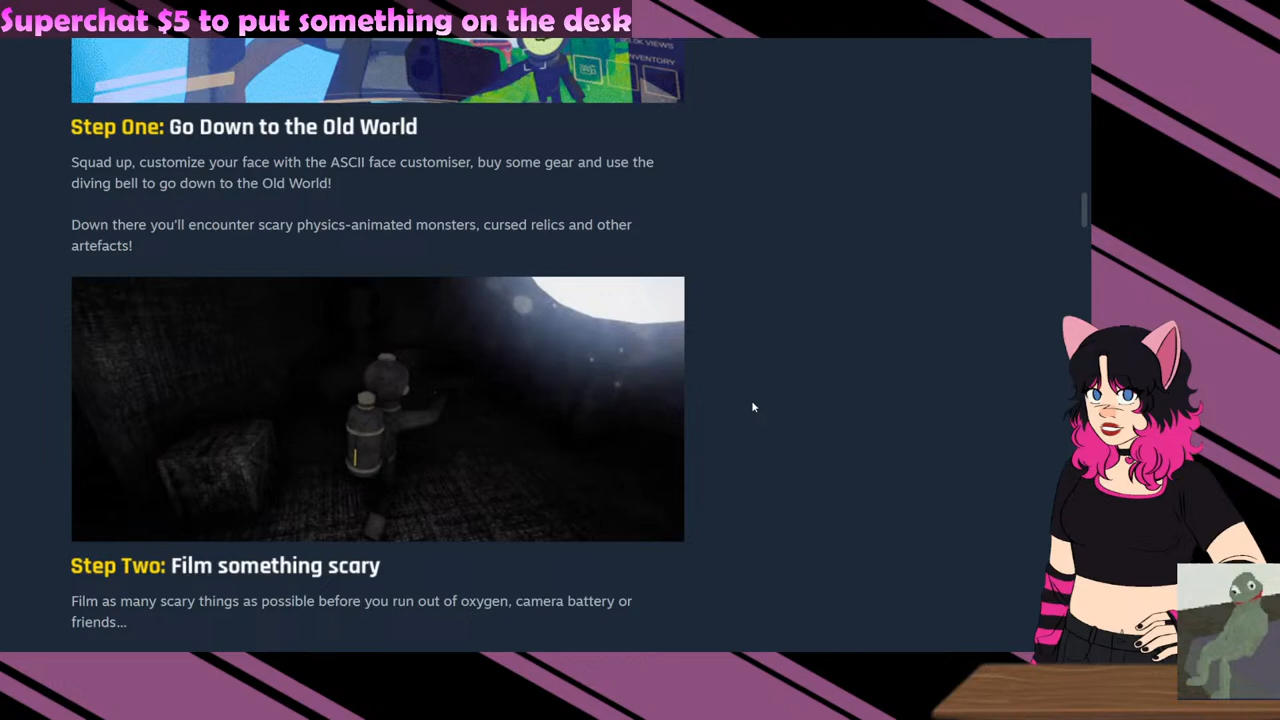 Superchat $5 to put something on the desk
VIEWS
INVENTORY
Step One: Go Down to the Old World
Squad up, customize your face with the ASCII face customiser, buy some gear and use the
diving bell to go down to the Old World!
Down there you'll encounter scary physics-animated monsters, cursed relics and other
artefacts!
Step Two: Film something scary
Film as many scary things as possible before you run out of oxygen, camera battery or
friends...